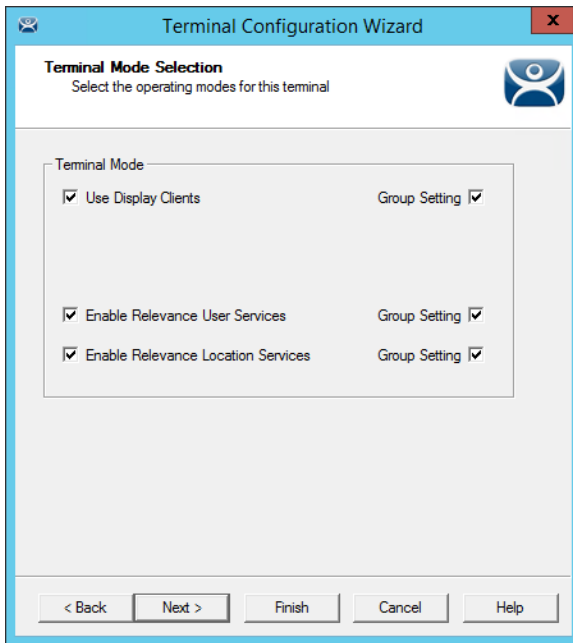 Terminal Configuration Wizard
x
Terminal Mode Selection
Select the operating modes for this terminal
Terminal Mode
Use Display Clients Group Setting
Enable Relevance User Services Group Setting
Enable Relevance Location Services Group Setting
< Back Next > Finish Cancel Help